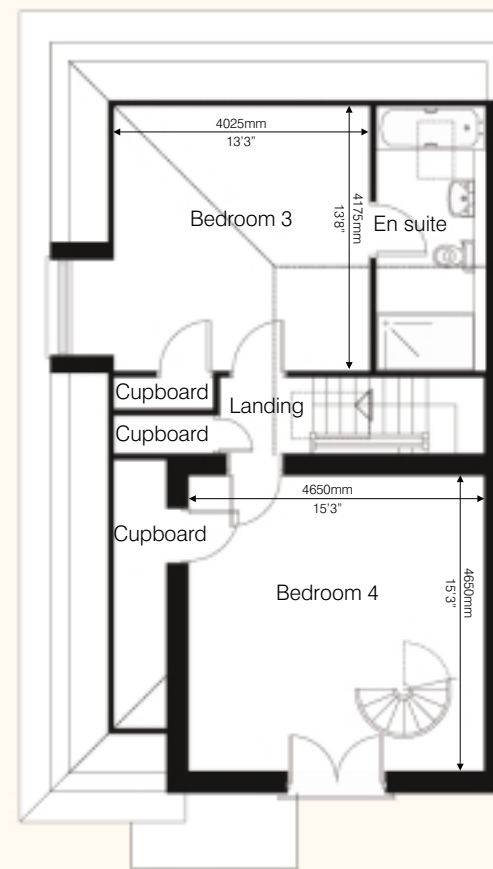 4025mm
13'3"
4175mm
13'8"
Bedroom 3
En suite
Cupboard
Landing
Cupboard
4650mm
15'3"
Cupboard
4650mm
15'3"
Bedroom 4